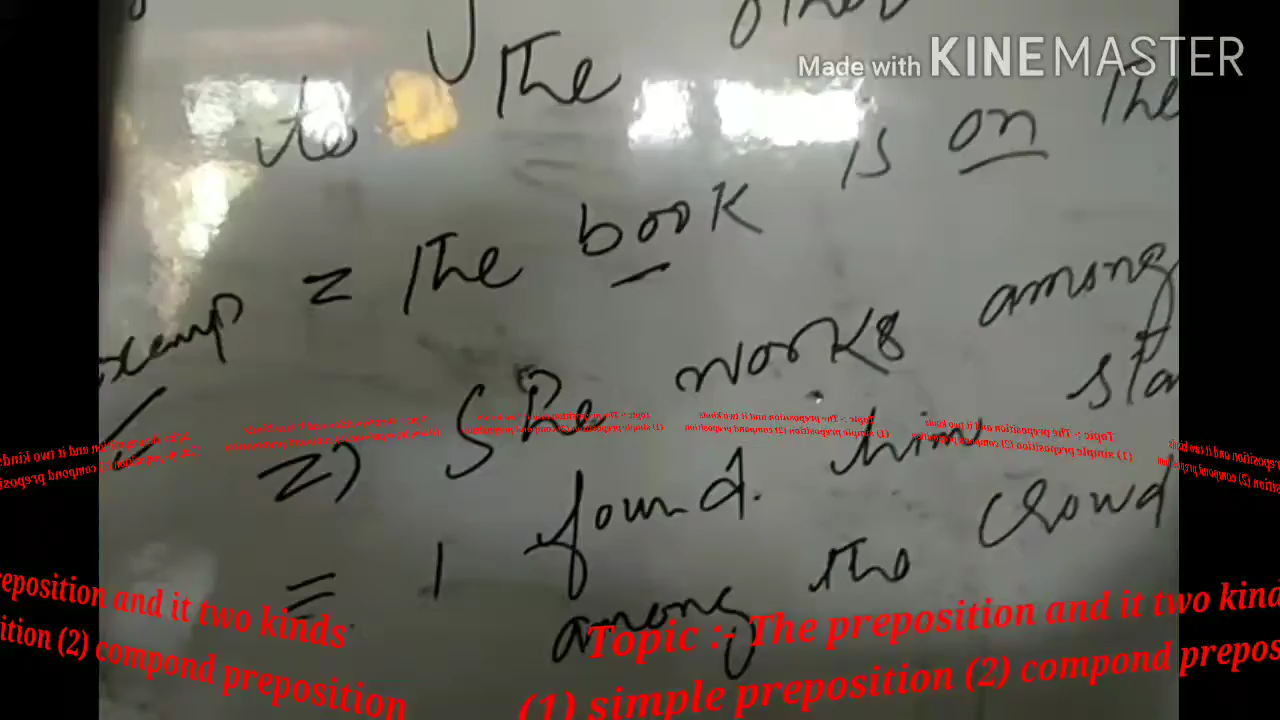 Made with KINEMASTER
to the
is on the
= The book
among
2) She works
= I found him
among the crowd
preposition and it two kinds
ition (2) compond preposition
Topic :- The preposition and it two kind
(1) simple preposition (2) compond prepos